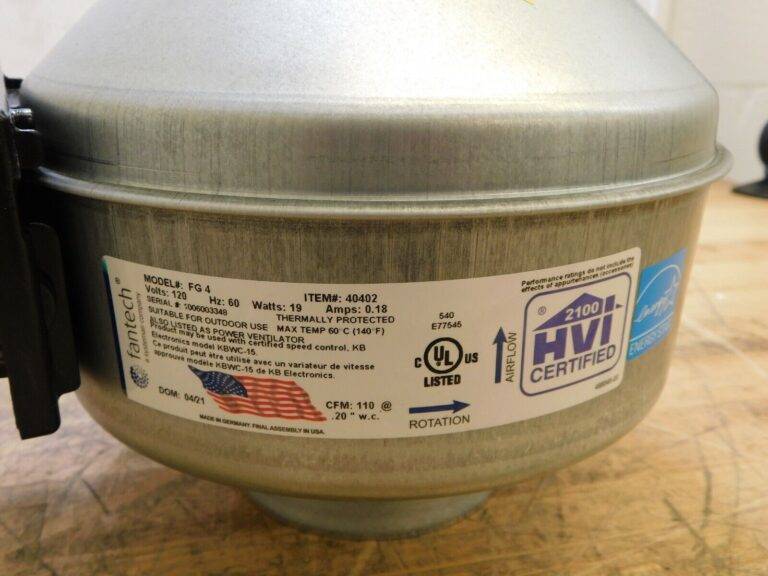 fantech®
a systemair company
MODEL#: FG 4 ITEM#: 40402
Volts: 120 Hz: 60 Watts: 19 Amps: 0.18
SERIAL #: 1006003348 THERMALLY PROTECTED
SUITABLE FOR OUTDOOR USE MAX TEMP 60°C (140°F)
ALSO LISTED AS POWER VENTILATOR
Product may be used with certified speed control, KB
Electronics model KBWC-15.
Ce produit peut être utilisé avec un variateur de vitesse
approuvé modèle KBWC-15 de KB Electronics.
DOM: 04/21
CFM: 110 @
.20 " w.c.
MADE IN GERMANY. FINAL ASSEMBLY IN USA.
540
E77545
C UL US
®
LISTED
ROTATION
AIRFLOW
Performance ratings do not include the
effects of appurtenances (accessories)
®
2100
HVI
CERTIFIED
energy
ENERGY STAR